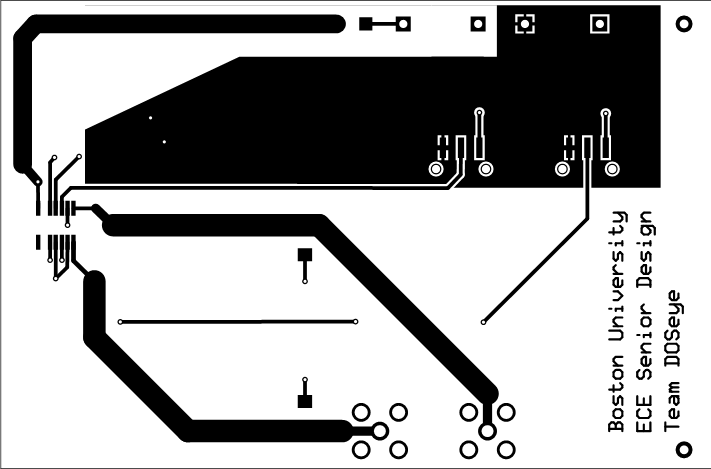 Boston University
ECE Senior Design
Team DOSeye